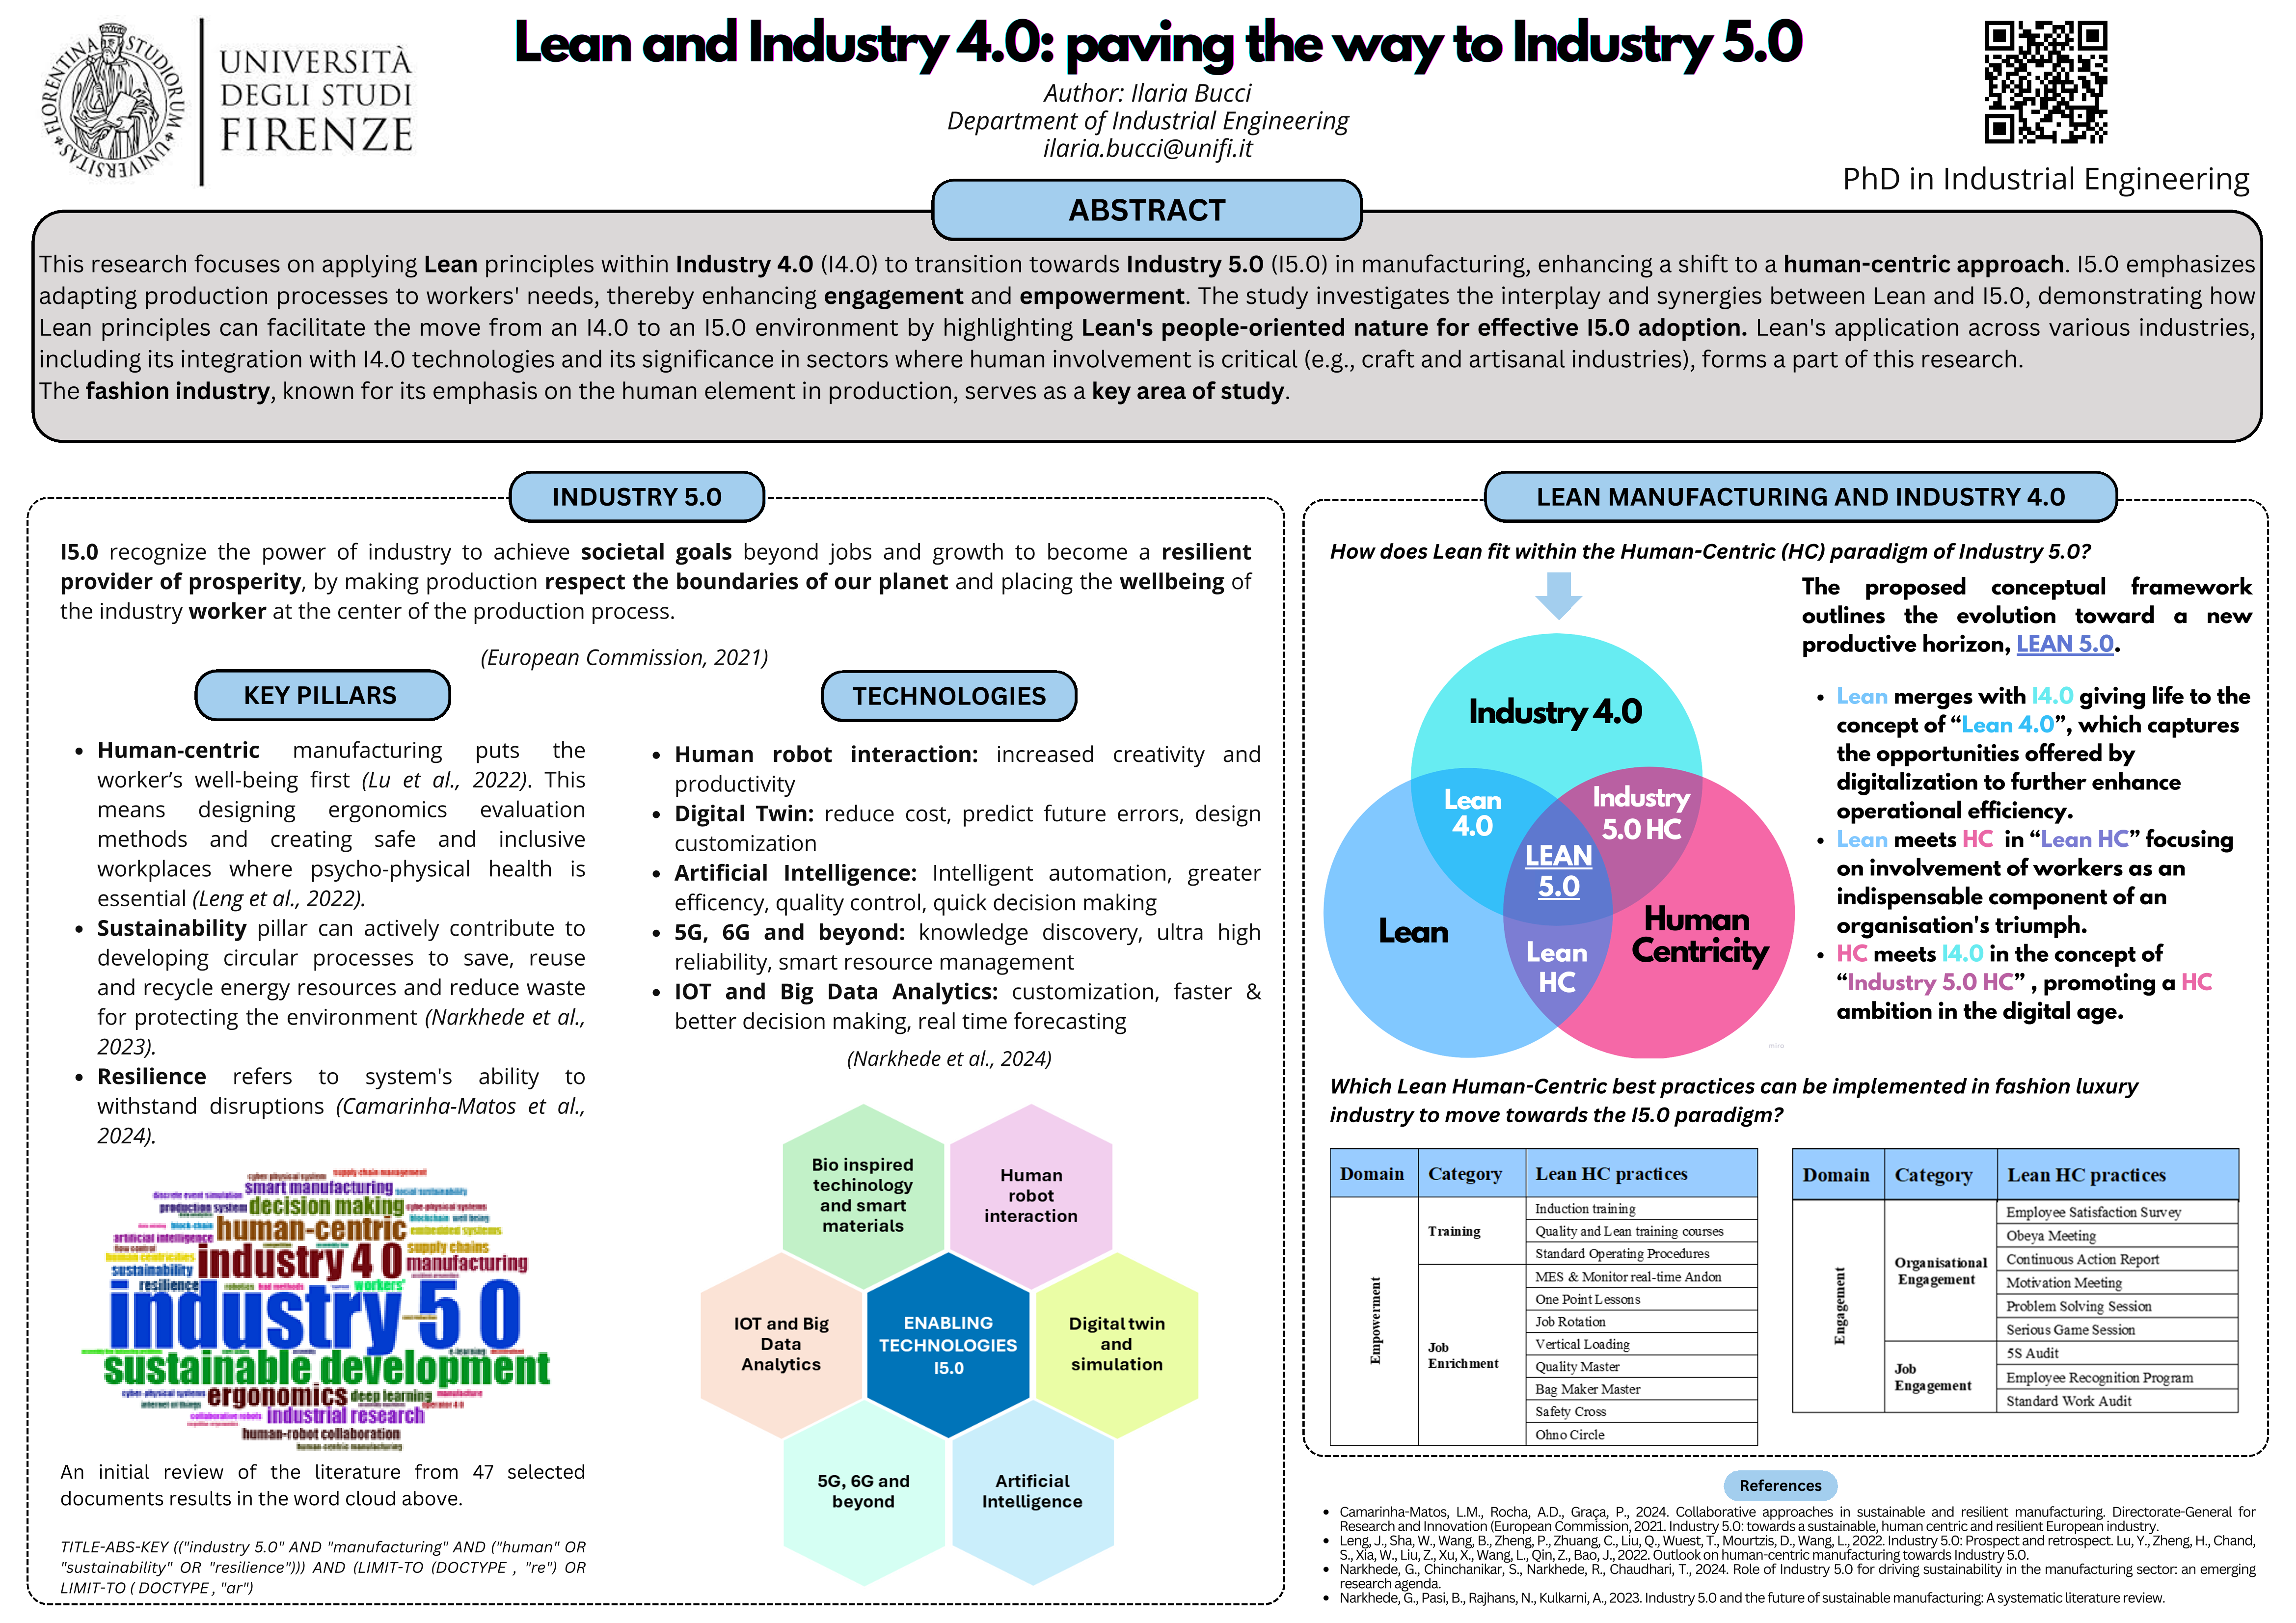 FLORENTINA STUDIORUM UNIVERSITAS
UNIVERSITÀ
DEGLI STUDI
FIRENZE
Lean and Industry 4.0: paving the way to Industry 5.0
Author: Ilaria Bucci
Department of Industrial Engineering
ilaria.bucci@unifi.it
PhD in Industrial Engineering
ABSTRACT
This research focuses on applying Lean principles within Industry 4.0 (I4.0) to transition towards Industry 5.0 (I5.0) in manufacturing, enhancing a shift to a human-centric approach. I5.0 emphasizes
adapting production processes to workers' needs, thereby enhancing engagement and empowerment. The study investigates the interplay and synergies between Lean and I5.0, demonstrating how
Lean principles can facilitate the move from an I4.0 to an I5.0 environment by highlighting Lean's people-oriented nature for effective I5.0 adoption. Lean's application across various industries,
including its integration with I4.0 technologies and its significance in sectors where human involvement is critical (e.g., craft and artisanal industries), forms a part of this research.
The fashion industry, known for its emphasis on the human element in production, serves as a key area of study.
INDUSTRY 5.0
I5.0 recognize the power of industry to achieve societal goals beyond jobs and growth to become a resilient
provider of prosperity, by making production respect the boundaries of our planet and placing the wellbeing of
the industry worker at the center of the production process.
(European Commission, 2021)
KEY PILLARS
• Human-centric manufacturing puts the
worker’s well-being first (Lu et al., 2022). This
means designing ergonomics evaluation
methods and creating safe and inclusive
workplaces where psycho-physical health is
essential (Leng et al., 2022).
• Sustainability pillar can actively contribute to
developing circular processes to save, reuse
and recycle energy resources and reduce waste
for protecting the environment (Narkhede et al.,
2023).
• Resilience refers to system's ability to
withstand disruptions (Camarinha-Matos et al.,
2024).
cyber physical system supply chain management
smart manufacturing social sustainability
discrete event simulation
production system decision making cybe-physical systems
block-chain human-centric blockchain well being
embedded systems
artificial intelligence
flow control industry 4 0 supply chains
human centricities
sustainability manufacturing
resilience robotics workers'
industry 5 0
e-learning
sustainable development
cyber-physical systems ergonomics deep learning manufacture
internet of things operator 4.0
collaborative robots industrial research
human-robot collaboration
human-centric manufacturing
An initial review of the literature from 47 selected
documents results in the word cloud above.
TITLE-ABS-KEY (("industry 5.0" AND "manufacturing" AND ("human" OR
"sustainability" OR "resilience"))) AND (LIMIT-TO (DOCTYPE , "re") OR
LIMIT-TO ( DOCTYPE , "ar")
TECHNOLOGIES
• Human robot interaction: increased creativity and
productivity
• Digital Twin: reduce cost, predict future errors, design
customization
• Artificial Intelligence: Intelligent automation, greater
efficency, quality control, quick decision making
• 5G, 6G and beyond: knowledge discovery, ultra high
reliability, smart resource management
• IOT and Big Data Analytics: customization, faster &
better decision making, real time forecasting
(Narkhede et al., 2024)
Bio inspired
techinology
and smart
materials
Human
robot
interaction
IOT and Big
Data
Analytics
ENABLING
TECHNOLOGIES
I5.0
Digital twin
and
simulation
5G, 6G and
beyond
Artificial
Intelligence
LEAN MANUFACTURING AND INDUSTRY 4.0
How does Lean fit within the Human-Centric (HC) paradigm of Industry 5.0?
Industry 4.0
Lean
4.0
Industry
5.0 HC
LEAN
5.0
Lean
Human
Centricity
Lean
HC
miro
The proposed conceptual framework
outlines the evolution toward a new
productive horizon, LEAN 5.0.
• Lean merges with I4.0 giving life to the
concept of “Lean 4.0”, which captures
the opportunities offered by
digitalization to further enhance
operational efficiency.
• Lean meets HC in “Lean HC” focusing
on involvement of workers as an
indispensable component of an
organisation's triumph.
• HC meets I4.0 in the concept of
“Industry 5.0 HC” , promoting a HC
ambition in the digital age.
Which Lean Human-Centric best practices can be implemented in fashion luxury
industry to move towards the I5.0 paradigm?
Domain Category Lean HC practices
Empowerment
Training
Induction training
Quality and Lean training courses
Standard Operating Procedures
Job
Enrichment
MES & Monitor real-time Andon
One Point Lessons
Job Rotation
Vertical Loading
Quality Master
Bag Maker Master
Safety Cross
Ohno Circle
Domain Category Lean HC practices
Engagement
Organisational
Engagement
Employee Satisfaction Survey
Obeya Meeting
Continuous Action Report
Motivation Meeting
Problem Solving Session
Serious Game Session
Job
Engagement
5S Audit
Employee Recognition Program
Standard Work Audit
References
• Camarinha-Matos, L.M., Rocha, A.D., Graça, P., 2024. Collaborative approaches in sustainable and resilient manufacturing. Directorate-General for
Research and Innovation (European Commission, 2021. Industry 5.0: towards a sustainable, human centric and resilient European industry.
• Leng, J., Sha, W., Wang, B., Zheng, P., Zhuang, C., Liu, Q., Wuest, T., Mourtzis, D., Wang, L., 2022. Industry 5.0: Prospect and retrospect. Lu, Y., Zheng, H., Chand,
S., Xia, W., Liu, Z., Xu, X., Wang, L., Qin, Z., Bao, J., 2022. Outlook on human-centric manufacturing towards Industry 5.0.
• Narkhede, G., Chinchanikar, S., Narkhede, R., Chaudhari, T., 2024. Role of Industry 5.0 for driving sustainability in the manufacturing sector: an emerging
research agenda.
• Narkhede, G., Pasi, B., Rajhans, N., Kulkarni, A., 2023. Industry 5.0 and the future of sustainable manufacturing: A systematic literature review.